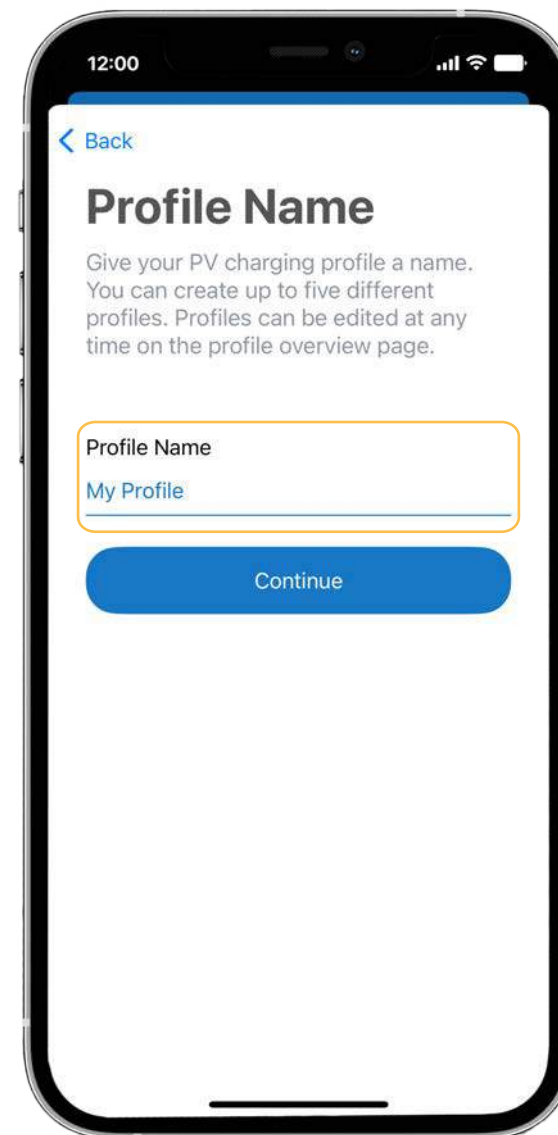 12:00
Back
Profile Name
Give your PV charging profile a name.
You can create up to five different
profiles. Profiles can be edited at any
time on the profile overview page.
Profile Name
My Profile
Continue